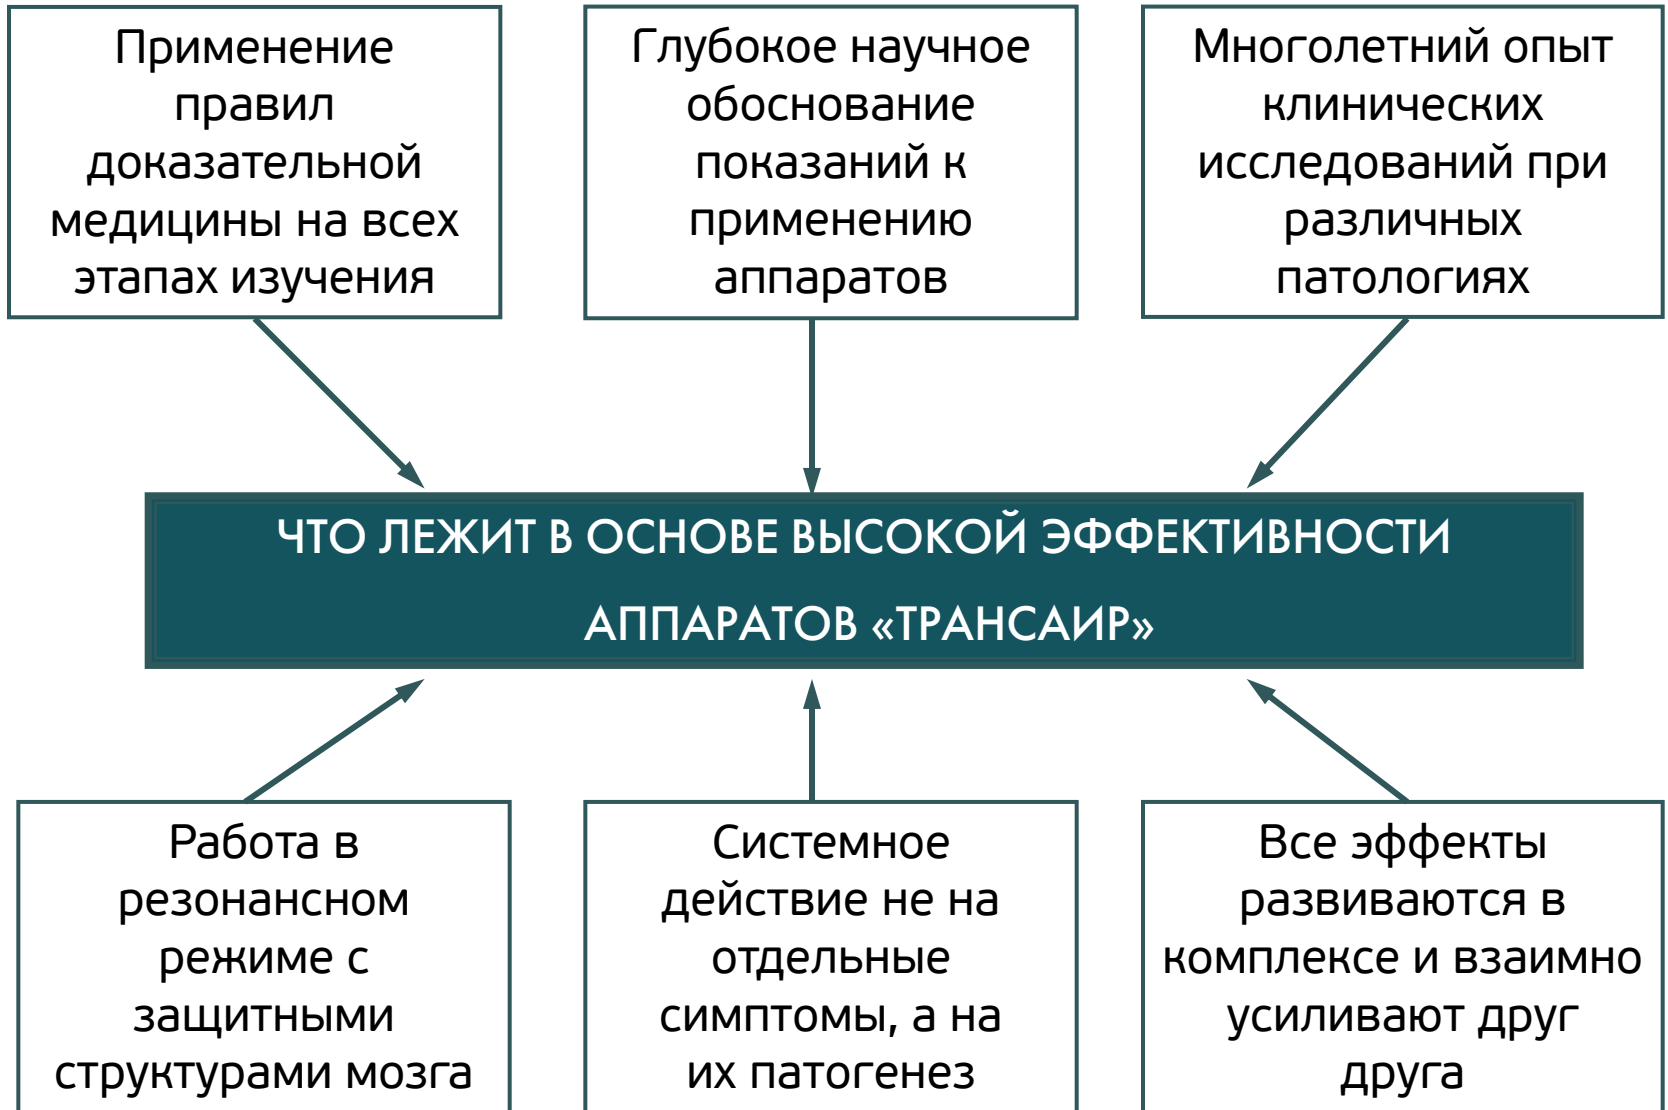 Применение
правил
доказательной
медицины на всех
этапах изучения
Глубокое научное
обоснование
показаний к
применению
аппаратов
Многолетний опыт
клинических
исследований при
различных
патологиях
ЧТО ЛЕЖИТ В ОСНОВЕ ВЫСОКОЙ ЭФФЕКТИВНОСТИ
АППАРАТОВ «ТРАНСАИР»
Работа в
резонансном
режиме с
защитными
структурами мозга
Системное
действие не на
отдельные
симптомы, а на
их патогенез
Все эффекты
развиваются в
комплексе и взаимно
усиливают друг
друга